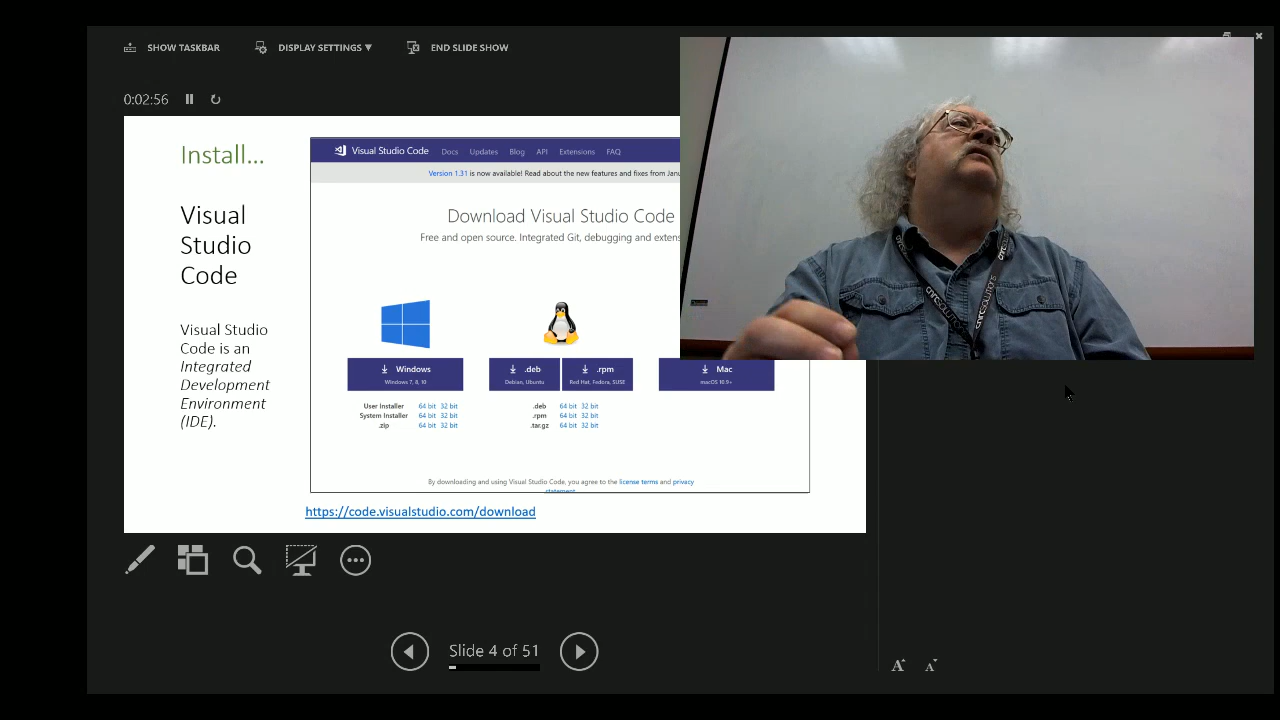 SHOW TASKBAR DISPLAY SETTINGS ▼ END SLIDE SHOW
0:02:56
Install...
Visual
Studio
Code
Visual Studio
Code is an
Integrated
Development
Environment
(IDE).
Visual Studio Code Docs Updates Blog API Extensions FAQ
Version 1.31 is now available! Read about the new features and fixes from
Download Visual Studio Code
Free and open source. Integrated Git, debugging and
Windows
Windows 7, 8, 10
.deb
Debian, Ubuntu
.rpm
Red Hat, Fedora, SUSE
Mac
macOS 10.9+
User Installer 64 bit 32 bit
System Installer 64 bit 32 bit
.zip 64 bit 32 bit
.deb 64 bit 32 bit
.rpm 64 bit 32 bit
.tar.gz 64 bit 32 bit
By downloading and using Visual Studio Code, you agree to the license terms and privacy
statement
https://code.visualstudio.com/download
Slide 4 of 51
A A